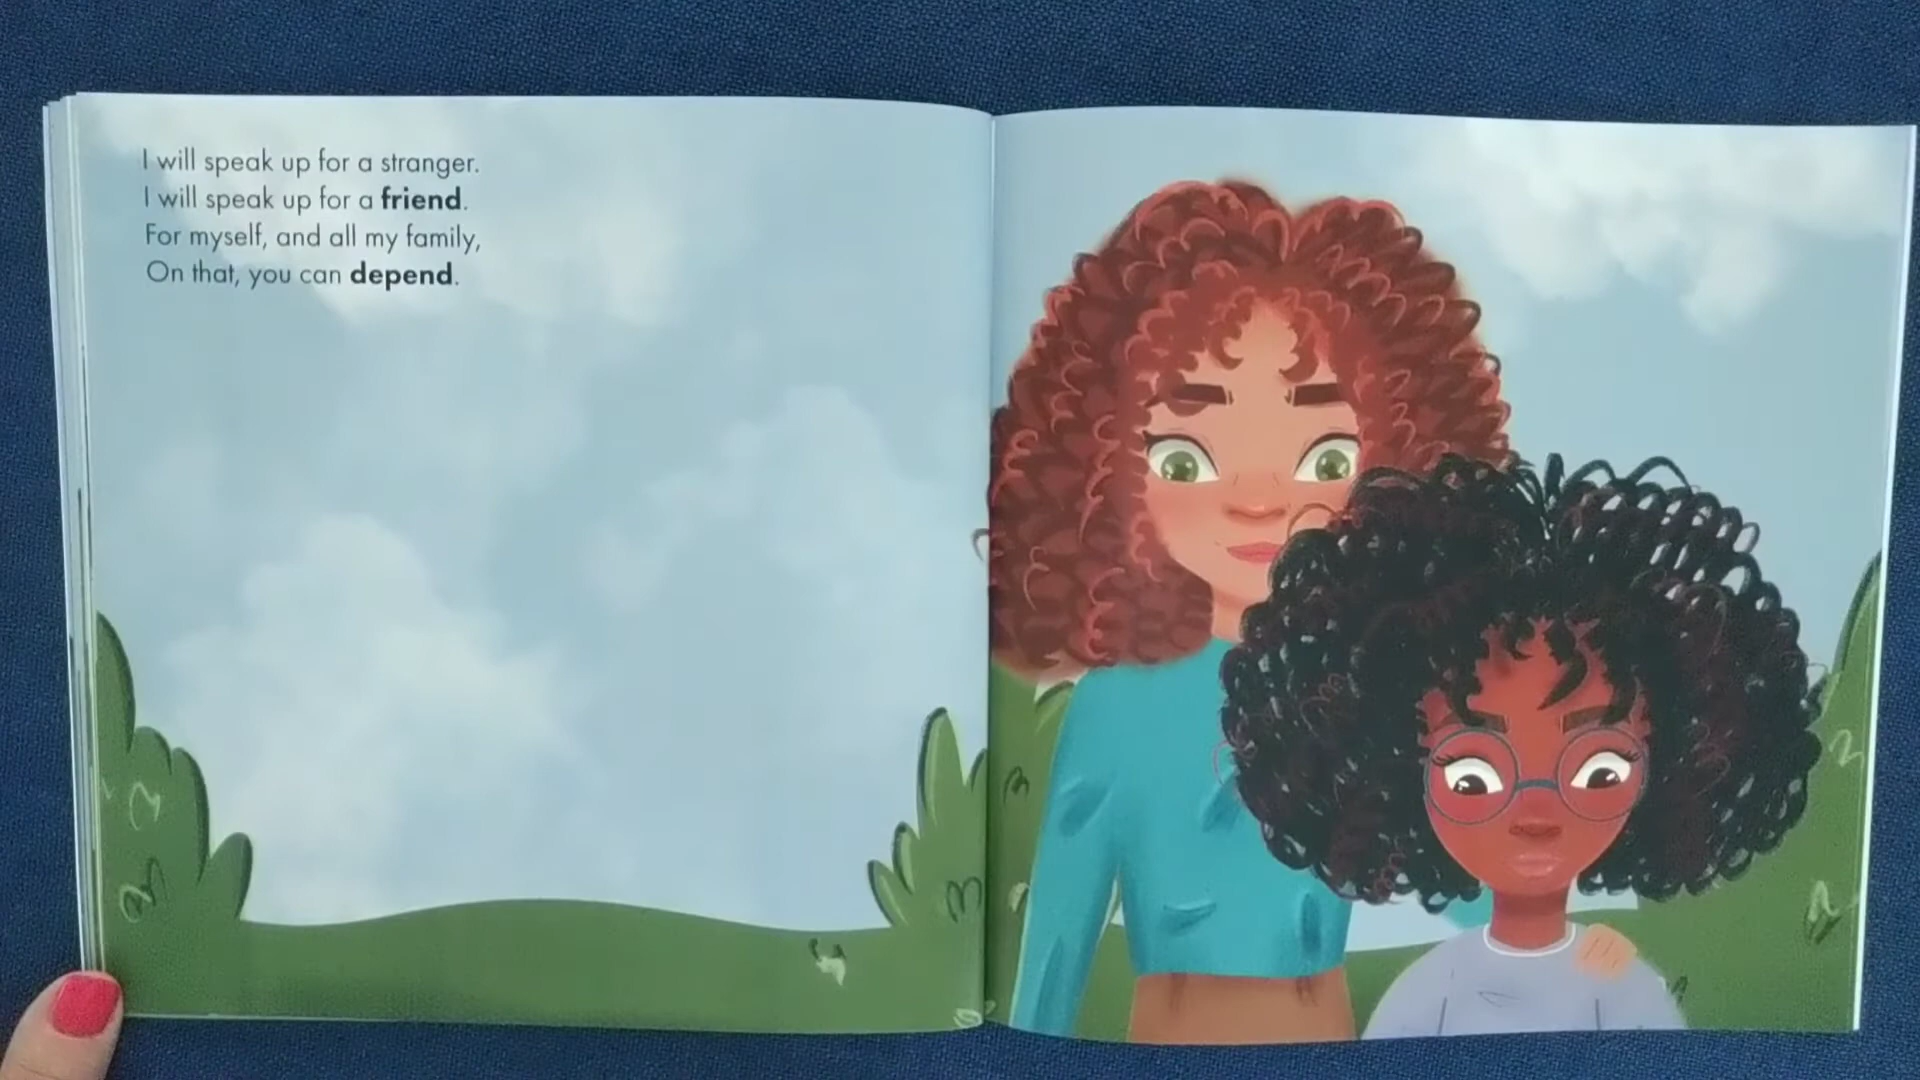 I will speak up for a stranger.
I will speak up for a friend.
For myself, and all my family,
On that, you can depend.